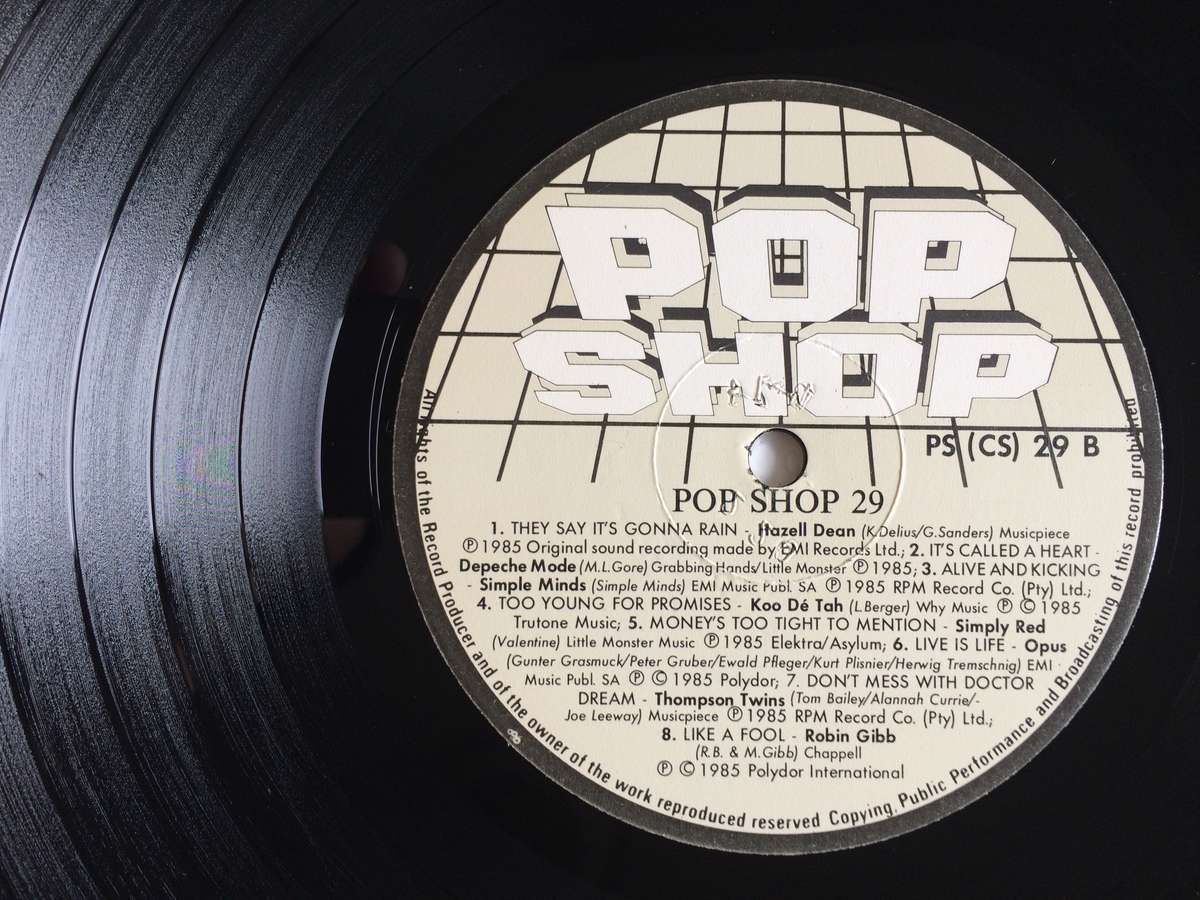 POP
SHOP
PS (CS) 29 B
POP SHOP 29
1. THEY SAY IT'S GONNA RAIN - Hazell Dean (K.Delius/G.Sanders) Musicpiece
℗ 1985 Original sound recording made by EMI Records Ltd.; 2. IT'S CALLED A HEART -
Depeche Mode (M.L.Gore) Grabbing Hands/Little Monster ℗ 1985; 3. ALIVE AND KICKING
- Simple Minds (Simple Minds) EMI Music Publ. SA ℗ 1985 RPM Record Co. (Pty) Ltd.;
4. TOO YOUNG FOR PROMISES - Koo Dé Tah (L.Berger) Why Music ℗ © 1985
Trutone Music; 5. MONEY'S TOO TIGHT TO MENTION - Simply Red
(Valentine) Little Monster Music ℗ 1985 Elektra/Asylum; 6. LIVE IS LIFE - Opus
(Gunter Grasmuck/Peter Gruber/Ewald Pfleger/Kurt Plisnier/Herwig Tremschnig) EMI
Music Publ. SA ℗ © 1985 Polydor; 7. DON'T MESS WITH DOCTOR
DREAM - Thompson Twins (Tom Bailey/Alannah Currie/-
Joe Leeway) Musicpiece ℗ 1985 RPM Record Co. (Pty) Ltd.;
8. LIKE A FOOL - Robin Gibb
(R.B. & M.Gibb) Chappell
℗ © 1985 Polydor International
All rights of the Record Producer and of the owner of the work reproduced reserved Copying, Public Performance and Broadcasting of this record prohibited